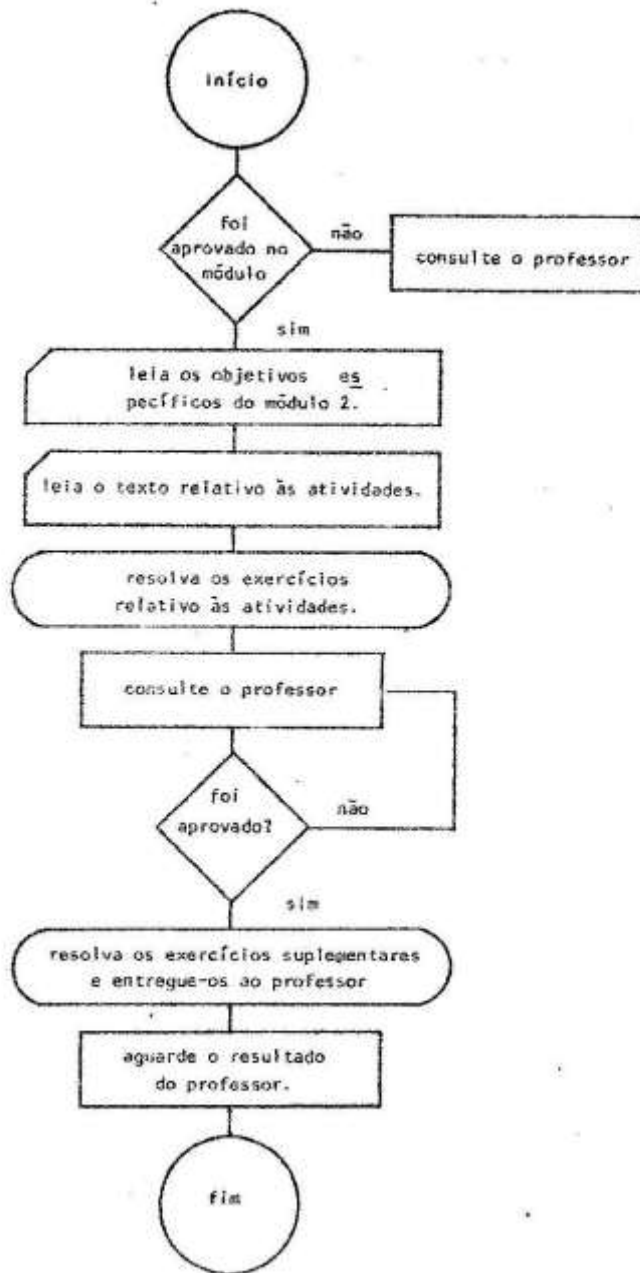 início
foi
aprovado no
módulo
não
consulte o professor
sim
leia os objetivos es
pecíficos do módulo 2.
leia o texto relativo às atividades.
resolva os exercícios
relativo às atividades.
consulte o professor
foi
aprovado?
não
sim
resolva os exercícios suplementares
e entregue-os ao professor
aguarde o resultado
do professor.
fim